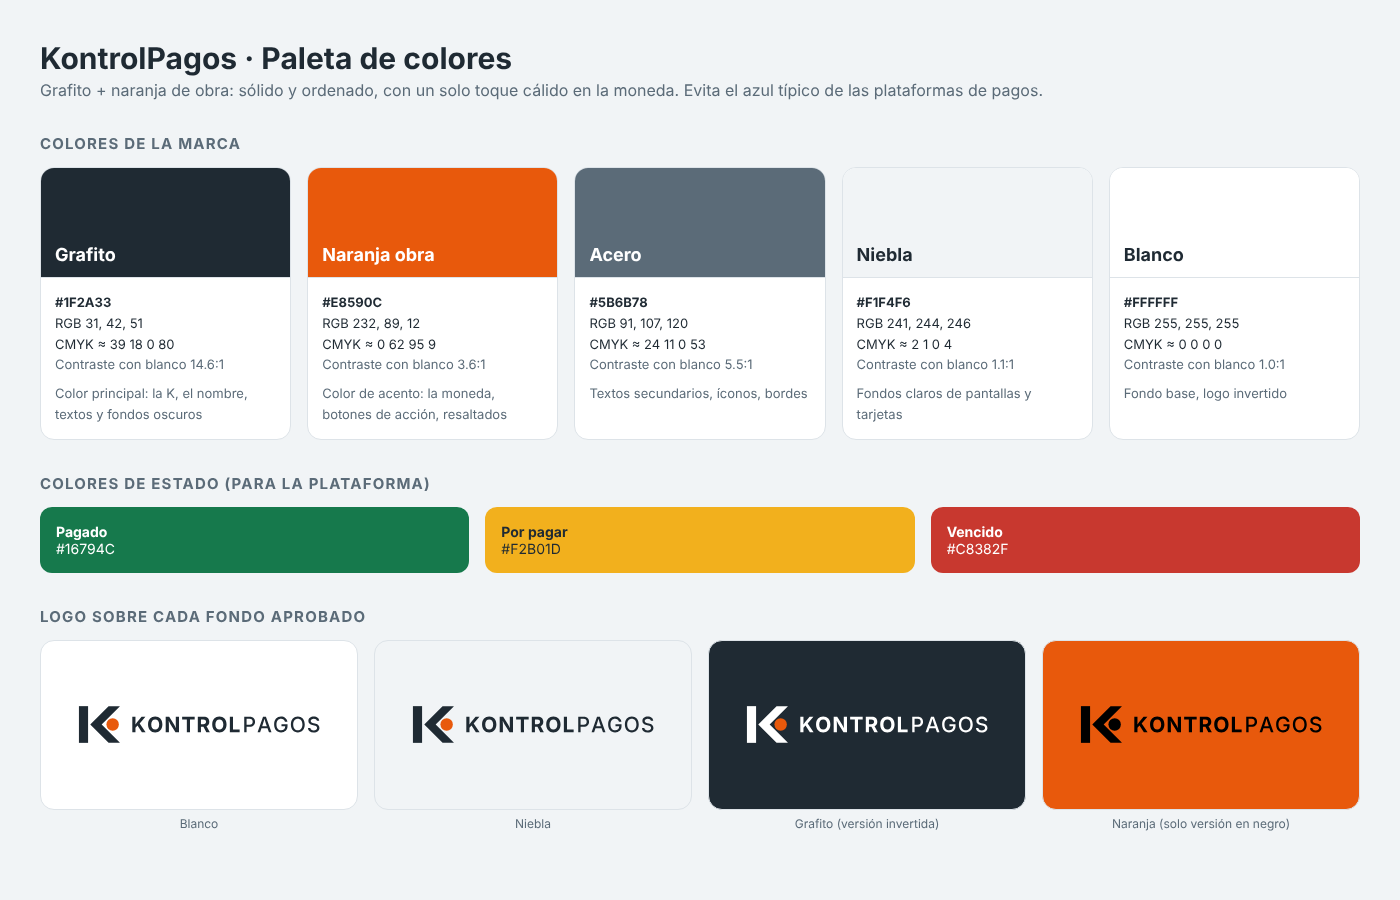 KontrolPagos · Paleta de colores
Grafito + naranja de obra: sólido y ordenado, con un solo toque cálido en la moneda. Evita el azul típico de las plataformas de pagos.
COLORES DE LA MARCA
Grafito
#1F2A33
RGB 31, 42, 51
CMYK ≈ 39 18 0 80
Contraste con blanco 14.6:1
Color principal: la K, el nombre,
textos y fondos oscuros
Naranja obra
#E8590C
RGB 232, 89, 12
CMYK ≈ 0 62 95 9
Contraste con blanco 3.6:1
Color de acento: la moneda,
botones de acción, resaltados
Acero
#5B6B78
RGB 91, 107, 120
CMYK ≈ 24 11 0 53
Contraste con blanco 5.5:1
Textos secundarios, íconos, bordes
Niebla
#F1F4F6
RGB 241, 244, 246
CMYK ≈ 2 1 0 4
Contraste con blanco 1.1:1
Fondos claros de pantallas y
tarjetas
Blanco
#FFFFFF
RGB 255, 255, 255
CMYK ≈ 0 0 0 0
Contraste con blanco 1.0:1
Fondo base, logo invertido
COLORES DE ESTADO (PARA LA PLATAFORMA)
Pagado
#16794C
Por pagar
#F2B01D
Vencido
#C8382F
LOGO SOBRE CADA FONDO APROBADO
K KONTROLPAGOS
Blanco
K KONTROLPAGOS
Niebla
K KONTROLPAGOS
Grafito (versión invertida)
K KONTROLPAGOS
Naranja (solo versión en negro)